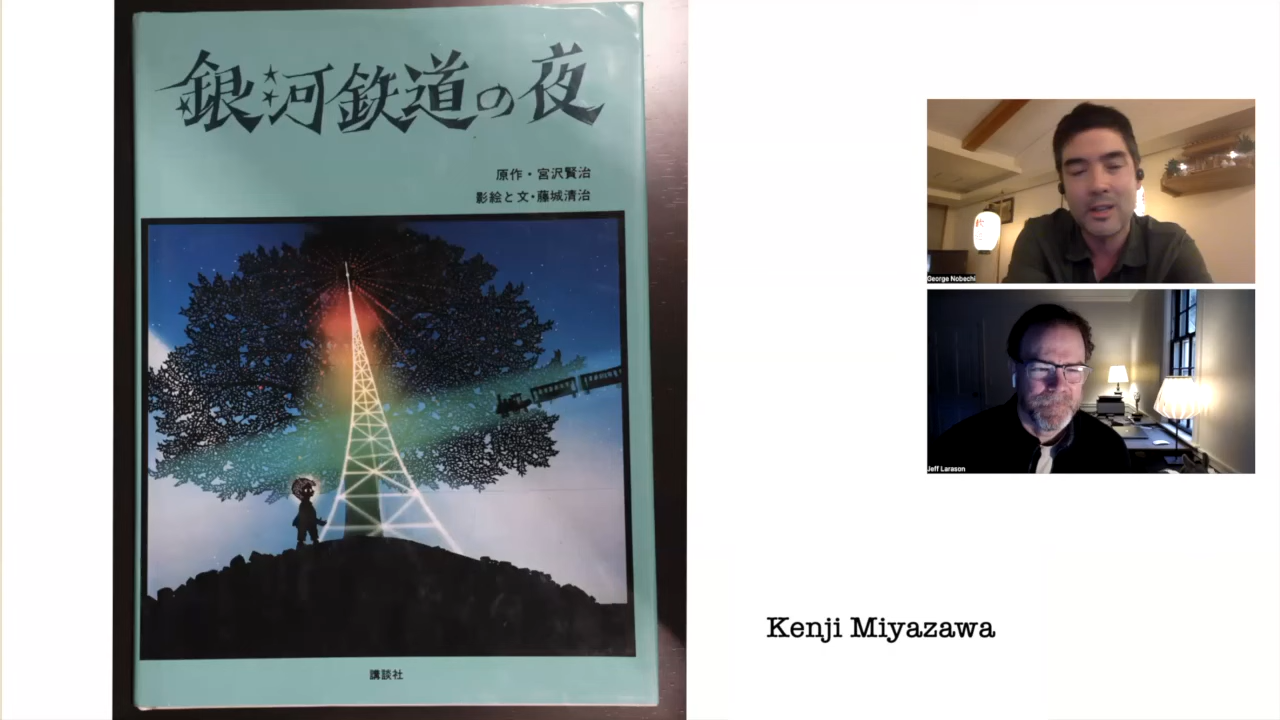 銀河鉄道の夜
原作・宮沢賢治
影絵と文・藤城清治
講談社
George Nobechi
Jeff Larason
Kenji Miyazawa